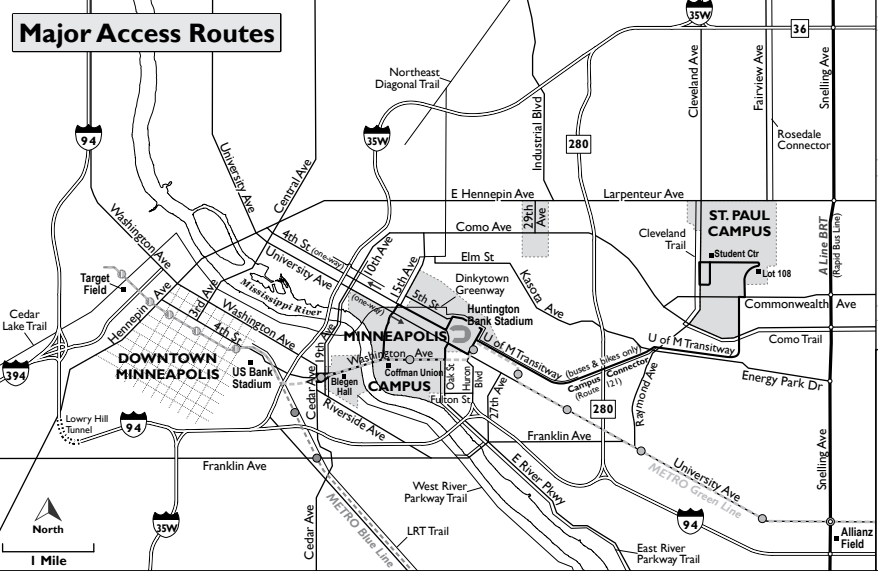 Major Access Routes
35W
36
Northeast
Diagonal Trail
Cleveland Ave
Fairview Ave
Snelling Ave
Industrial Blvd
94
35W
280
Rosedale
Connector
University Ave
Central Ave
E Hennepin Ave
Larpenteur Ave
Washington Ave
29th
Ave
ST. PAUL
CAMPUS
4th St (one-way)
University Ave
10th Ave
Como Ave
Cleveland
Trail
Student Ctr
A Line BRT
(Rapid Bus Line)
Elm St
15th Ave
Lot 108
Target
Field
Mississippi River
Dinkytown
Greenway
Kasota Ave
Hennepin Ave
3rd Ave
(one-way)
5th St
Commonwealth Ave
Cedar
Lake Trail
Washington Ave
Huntington
Bank Stadium
4th St
19th Ave
MINNEAPOLIS
U of M Transitway
(buses & bikes only)
U of M Transitway
Como Trail
DOWNTOWN
MINNEAPOLIS
Washington Ave
Campus Connector
(Route 121)
394
US Bank
Stadium
Cedar Ave
Blegen
Hall
Coffman Union
CAMPUS
Oak St
Huron
Blvd
27th Ave
Raymond Ave
Energy Park Dr
Fulton St
280
Lowry Hill
Tunnel
94
Riverside Ave
Franklin Ave
Franklin Ave
E River Pkwy
University Ave
METRO Green Line
Snelling Ave
West River
Parkway Trail
North
35W
Cedar Ave
METRO Blue Line
LRT Trail
94
Allianz
Field
1 Mile
East River
Parkway Trail